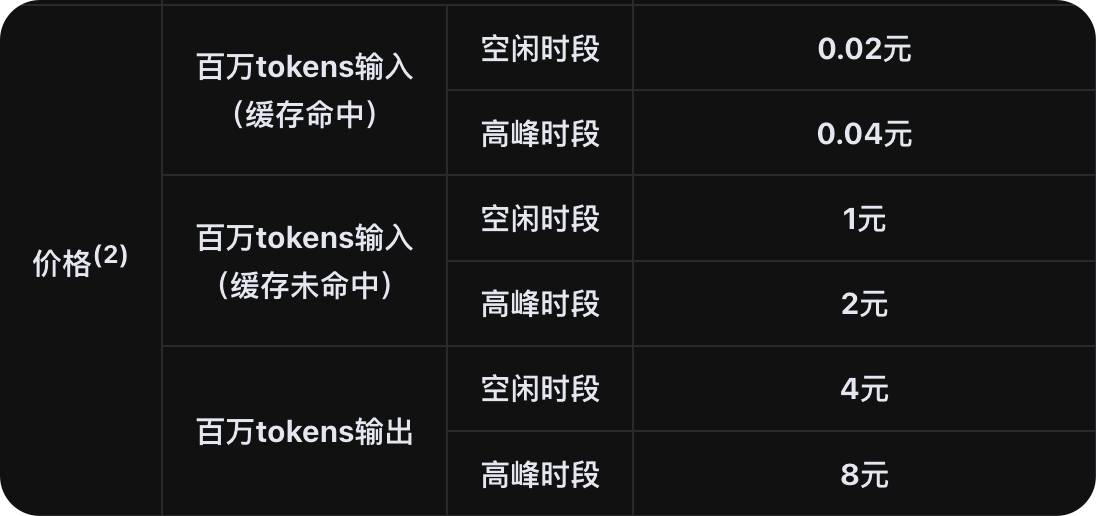 价格(2)
百万tokens输入
（缓存命中）
空闲时段
0.02元
高峰时段
0.04元
百万tokens输入
（缓存未命中）
空闲时段
1元
高峰时段
2元
百万tokens输出
空闲时段
4元
高峰时段
8元